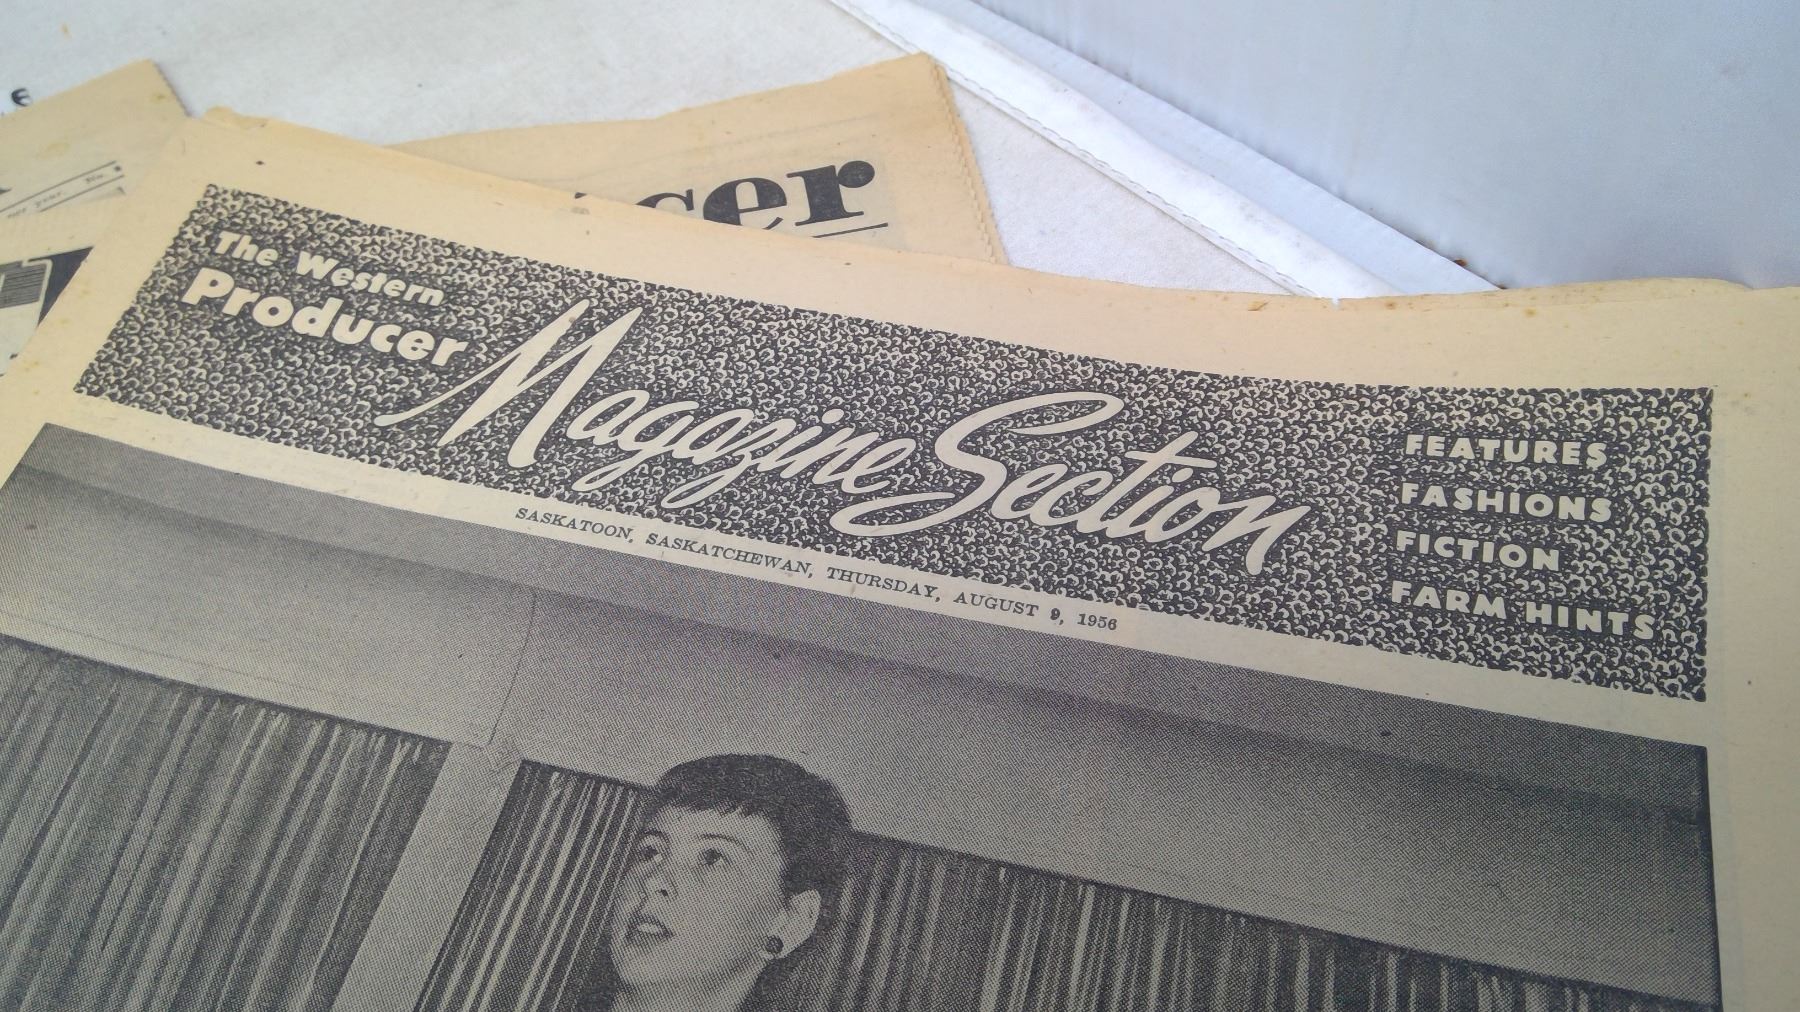 The Western
Producer
Magazine Section
FEATURES
FASHIONS
FICTION
FARM HINTS
SASKATOON, SASKATCHEWAN, THURSDAY, AUGUST 9, 1956
cer